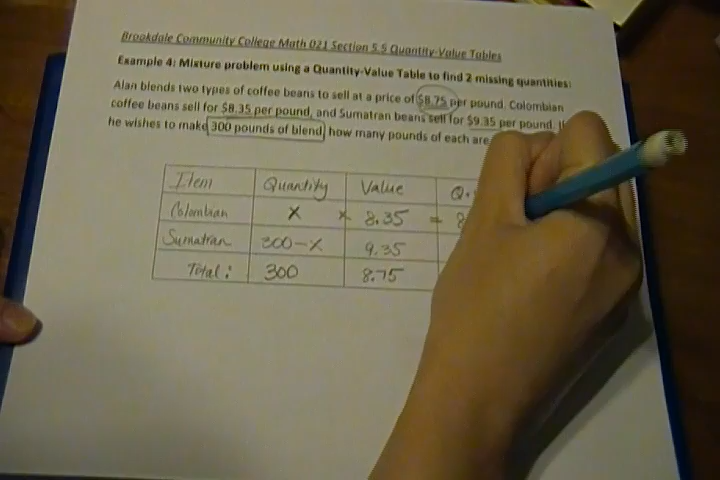 Brookdale Community College Math 021 Section 5.5 Quantity-Value Tables
Example 4: Mixture problem using a Quantity-Value Table to find 2 missing quantities:
Alan blends two types of coffee beans to sell at a price of $8.75 per pound. Colombian
coffee beans sell for $8.35 per pound, and Sumatran beans sell for $9.35 per pound.
he wishes to make 300 pounds of blend, how many pounds of each are
Item Quantity Value Q.
Colombian x × 8.35 = 8
Sumatran 300-x 9.35
Total: 300 8.75